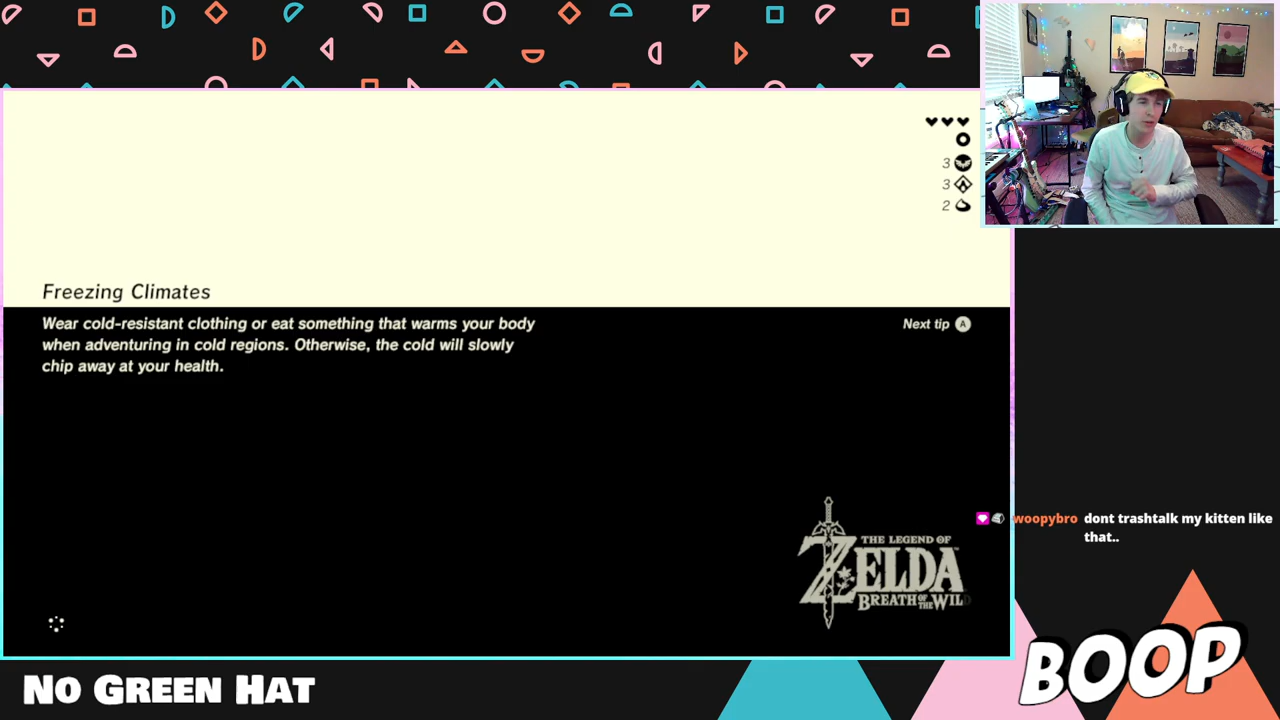 3
3
2
Freezing Climates
Wear cold-resistant clothing or eat something that warms your body
when adventuring in cold regions. Otherwise, the cold will slowly
chip away at your health.
Next tip A
THE LEGEND OF
ZELDA
BREATH OF THE WILD
woopybro dont trashtalk my kitten like
that..
NO GREEN HAT
BOOP